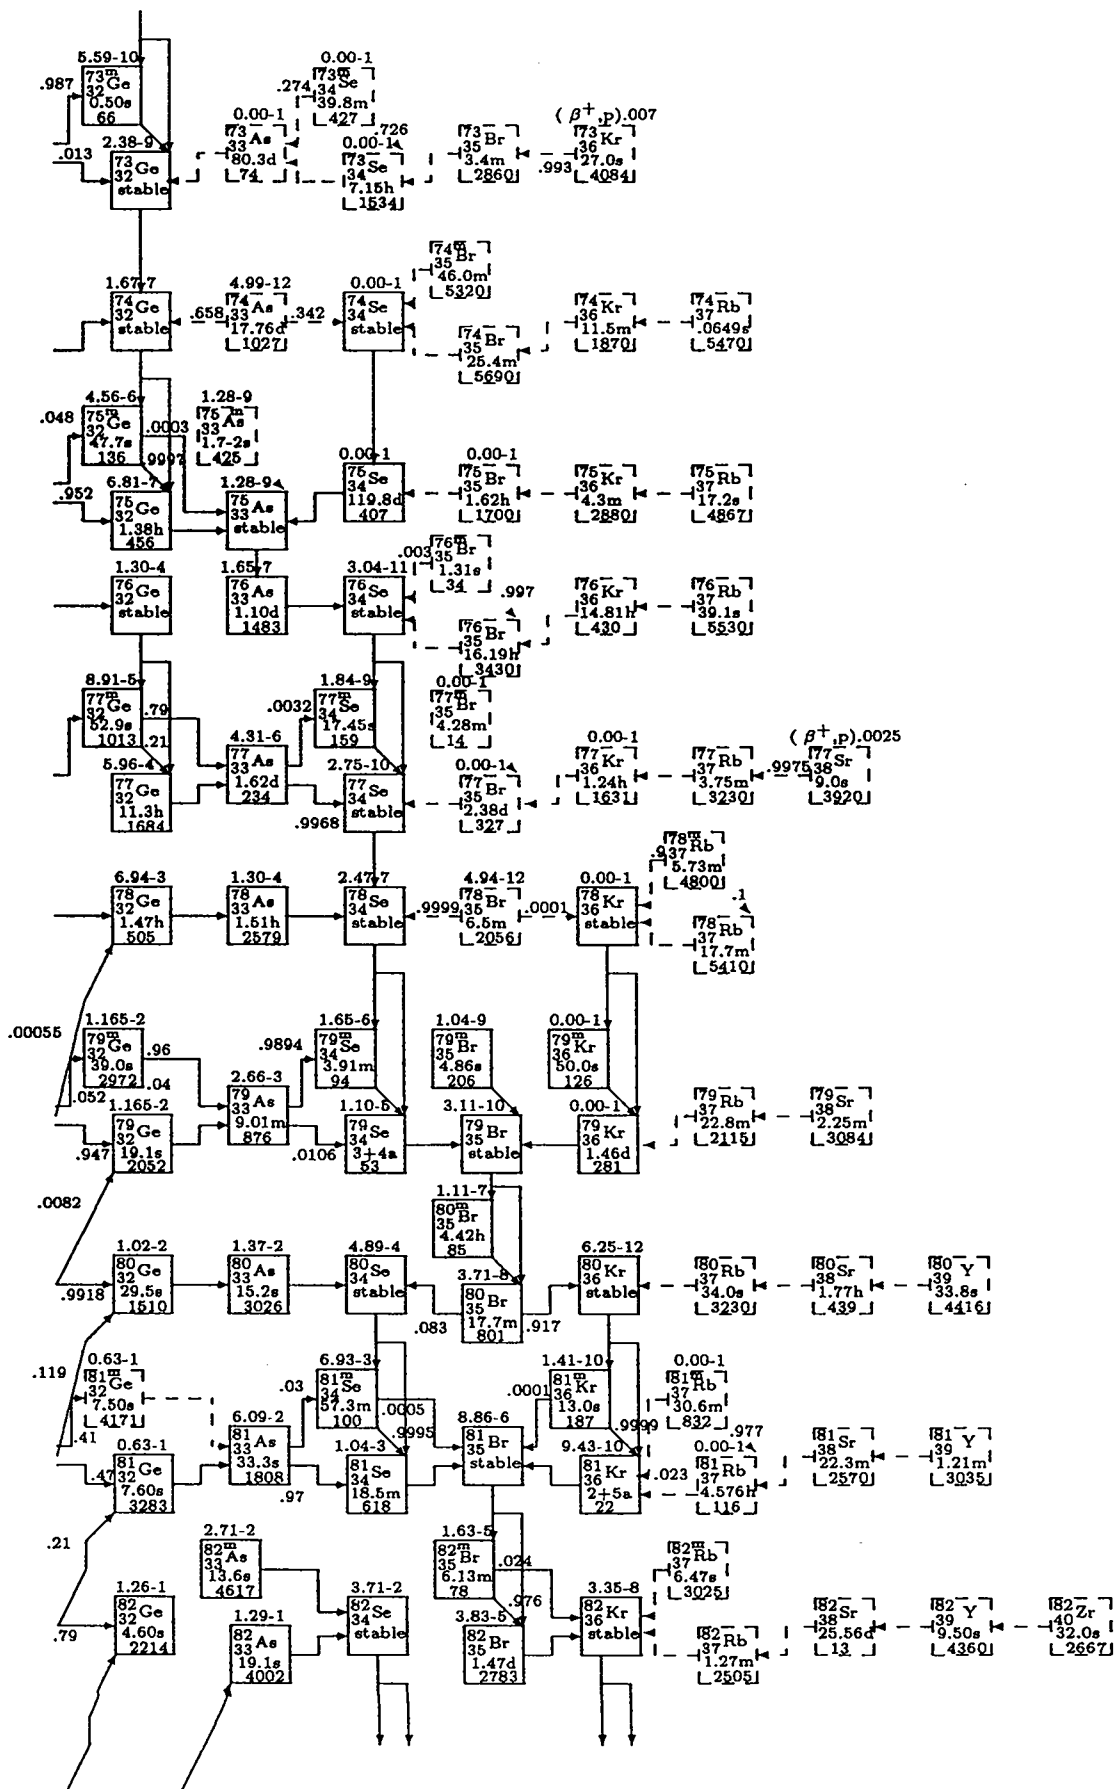 5.59-10
.987
73 m
32 Ge
0.50s
66
0.00-1
.274
73 m
34 Se
39.8m
427
0.00-1
73
33 As
80.3d
74
.726
0.00-1
73
34 Se
7.15h
1534
73
35 Br
3.4m
2860
(β+,p).007
73
36 Kr
27.0s
4084
.993
2.38-9
.013
73
32 Ge
stable
1.67-7
74
32 Ge
stable
.658
4.99-12
74
33 As
17.76d
1027
.342
0.00-1
74
34 Se
stable
74 m
35 Br
46.0m
5320
74
35 Br
25.4m
5690
74
36 Kr
11.5m
1870
74
37 Rb
.0649s
5470
4.56-6
.048
75 m
32 Ge
47.7s
136
.0003
.9997
1.28-9
75 m
33 As
1.7-2s
425
6.81-7
.952
75
32 Ge
1.38h
456
1.28-9
75
33 As
stable
0.00-1
75
34 Se
119.8d
407
0.00-1
75
35 Br
1.62h
1700
75
36 Kr
4.3m
2880
75
37 Rb
17.2s
4867
1.30-4
76
32 Ge
stable
1.65-7
76
33 As
1.10d
1483
3.04-11
76
34 Se
stable
.003
76 m
35 Br
1.31s
34
.997
76
35 Br
16.19h
3430
76
36 Kr
14.81h
430
76
37 Rb
39.1s
5530
8.91-5
77 m
32 Ge
52.9s
1013
.79
.21
5.96-4
77
32 Ge
11.3h
1684
4.31-6
77
33 As
1.62d
234
.0032
1.84-9
77 m
34 Se
17.45s
159
2.75-10
77
34 Se
stable
.9968
0.00-1
77 m
35 Br
4.28m
14
0.00-1
77
35 Br
2.38d
327
0.00-1
77
36 Kr
1.24h
1631
77
37 Rb
3.75m
3230
(β+,p).0025
.9975
77
38 Sr
9.0s
3920
6.94-3
78
32 Ge
1.47h
505
1.30-4
78
33 As
1.51h
2579
2.47-7
78
34 Se
stable
.9999
4.94-12
78
35 Br
6.5m
2056
.0001
0.00-1
78
36 Kr
stable
.9
78 m
37 Rb
5.73m
4800
.1
78
37 Rb
17.7m
5410
.00055
1.165-2
79 m
32 Ge
39.0s
2972
.96
.04
.052
1.165-2
79
32 Ge
19.1s
2052
.947
2.66-3
79
33 As
9.01m
876
.9894
1.65-6
79 m
34 Se
3.91m
94
1.10-5
79
34 Se
3+4a
53
.0106
1.04-9
79 m
35 Br
4.86s
206
3.11-10
79
35 Br
stable
0.00-1
79 m
36 Kr
50.0s
126
0.00-1
79
36 Kr
1.46d
281
79
37 Rb
22.8m
2115
79
38 Sr
2.25m
3084
.0082
1.11-7
80 m
35 Br
4.42h
85
1.02-2
80
32 Ge
29.5s
1510
.9918
1.37-2
80
33 As
15.2s
3026
4.89-4
80
34 Se
stable
.083
3.71-8
80
35 Br
17.7m
801
.917
6.25-12
80
36 Kr
stable
80
37 Rb
34.0s
3230
80
38 Sr
1.77h
439
80
39 Y
33.8s
4416
.119
0.63-1
81 m
32 Ge
7.50s
4171
.41
0.63-1
81
32 Ge
7.60s
3283
.47
6.09-2
81
33 As
33.3s
1808
.03
.97
6.93-3
81 m
34 Se
57.3m
100
.0005
.9995
1.04-3
81
34 Se
18.5m
618
8.86-6
81
35 Br
stable
1.41-10
.0001
81 m
36 Kr
13.0s
187
.9999
9.43-10
81
36 Kr
2+5a
22
0.00-1
81 m
37 Rb
30.6m
832
.977
.023
0.00-1
81
37 Rb
4.576h
116
81
38 Sr
22.3m
2570
81
39 Y
1.21m
3035
.21
2.71-2
82 m
33 As
13.6s
4617
1.26-1
82
32 Ge
4.60s
2214
.79
1.29-1
82
33 As
19.1s
4002
3.71-2
82
34 Se
stable
1.63-5
82 m
35 Br
6.13m
78
.024
.976
3.83-5
82
35 Br
1.47d
2783
3.35-8
82
36 Kr
stable
82 m
37 Rb
6.47s
3025
82
37 Rb
1.27m
2505
82
38 Sr
25.56d
13
82
39 Y
9.50s
4360
82
40 Zr
32.0s
2667